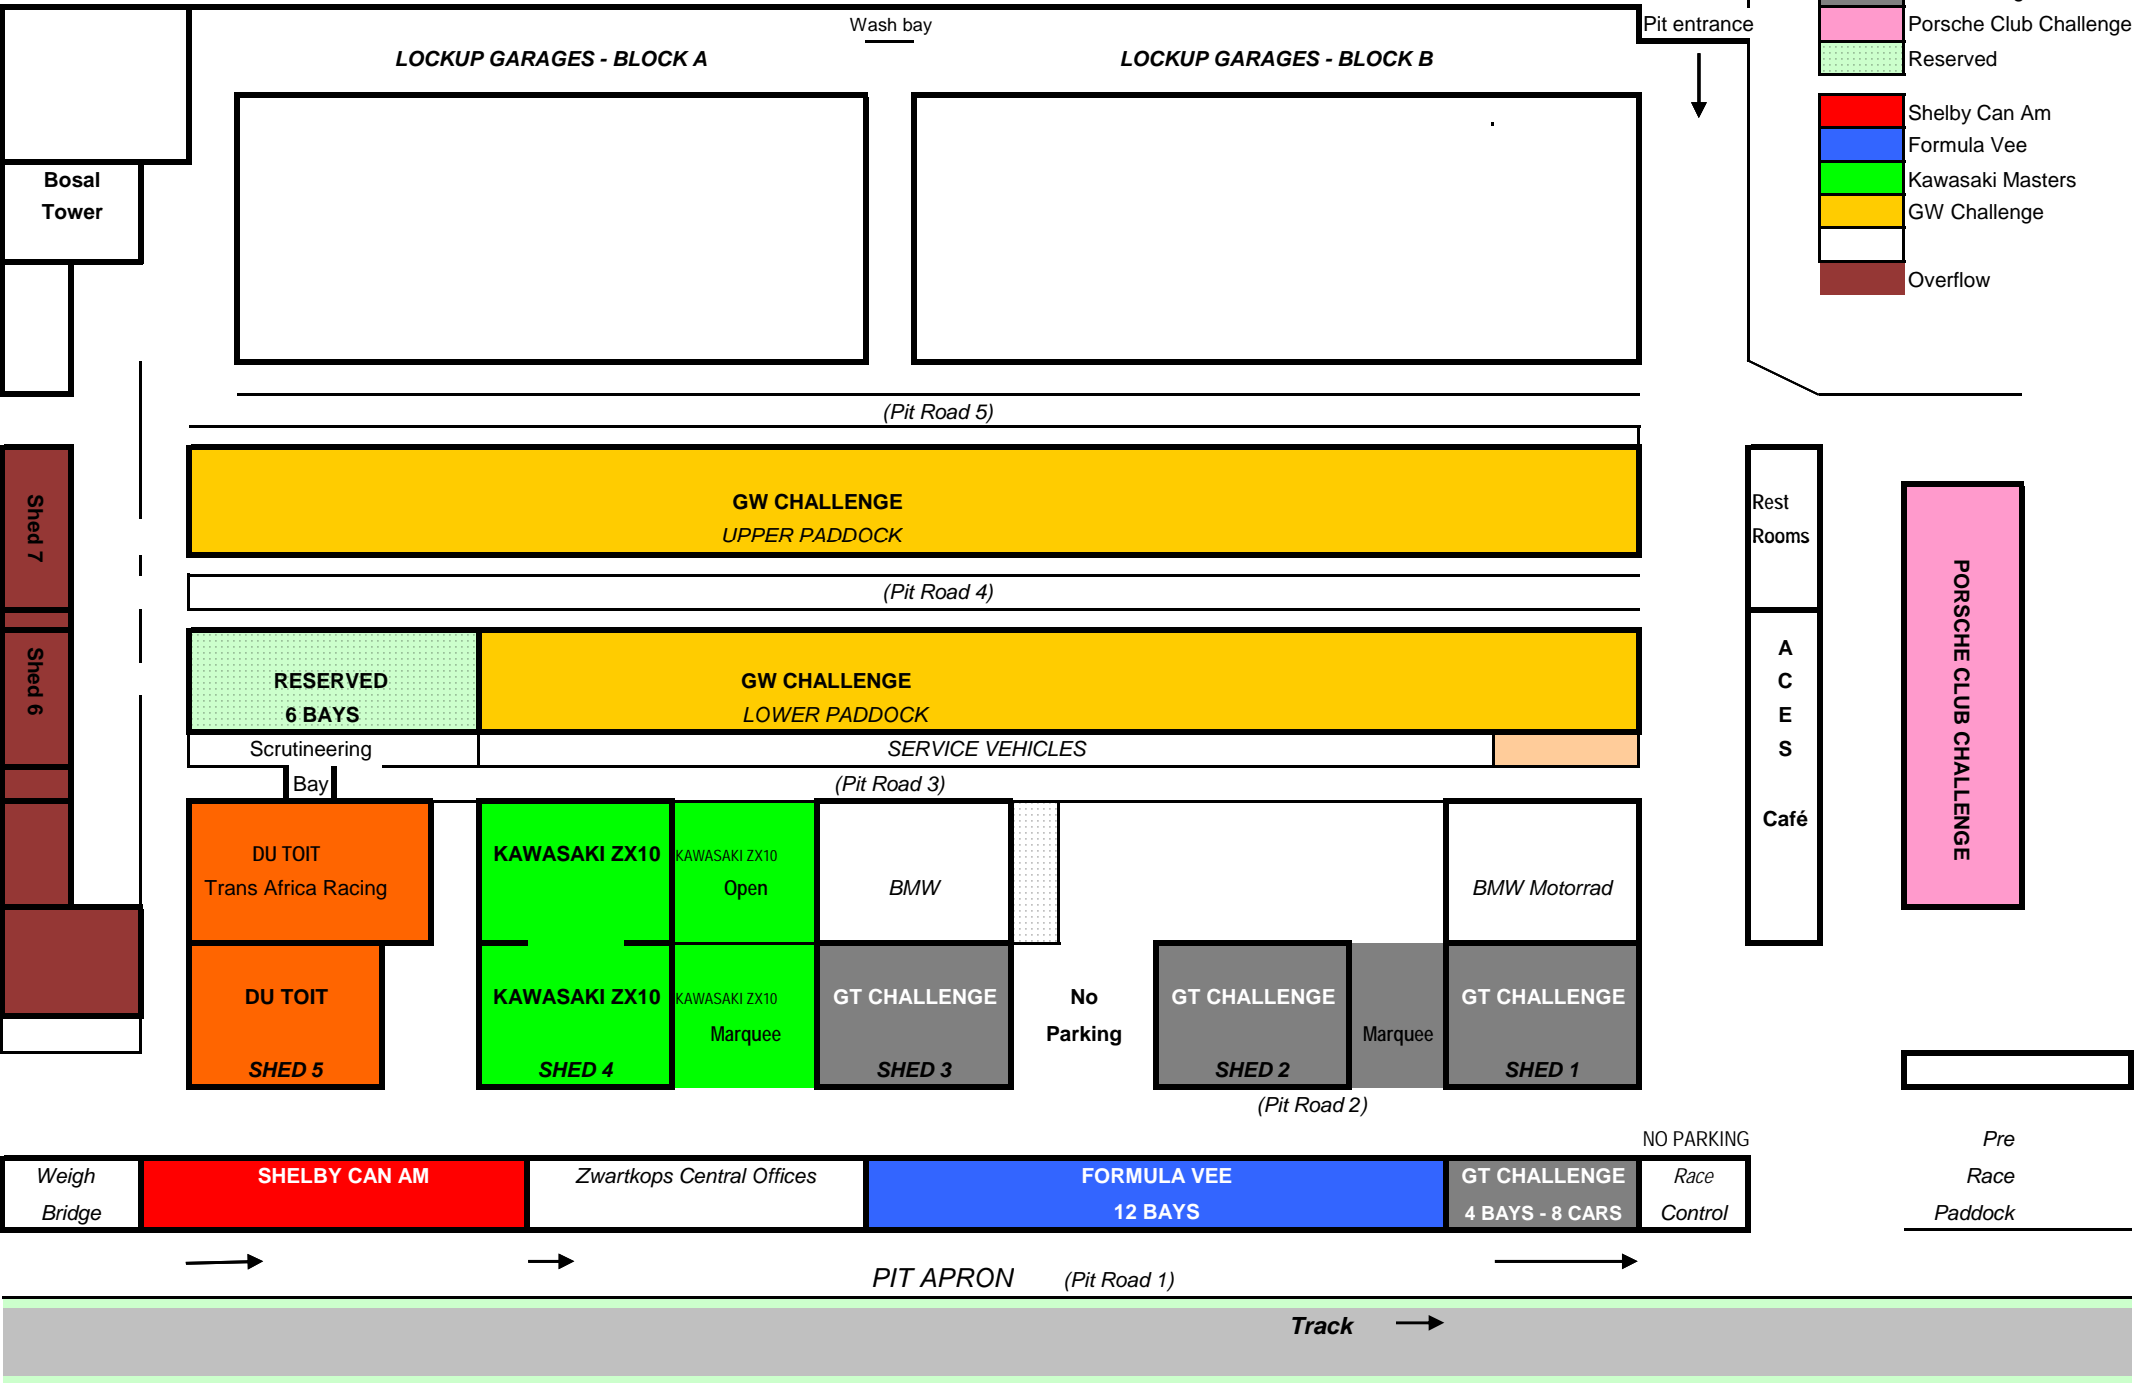 Wash bay
Pit entrance
Porsche Club Challenge
LOCKUP GARAGES - BLOCK A
LOCKUP GARAGES - BLOCK B
Reserved
Shelby Can Am
Formula Vee
Bosal
Tower
Kawasaki Masters
GW Challenge
Overflow
(Pit Road 5)
Shed 7
GW CHALLENGE
UPPER PADDOCK
Rest
Rooms
(Pit Road 4)
PORSCHE CLUB CHALLENGE
Shed 6
RESERVED
6 BAYS
GW CHALLENGE
LOWER PADDOCK
A
C
E
S
Café
Scrutineering
Bay
SERVICE VEHICLES
(Pit Road 3)
DU TOIT
Trans Africa Racing
KAWASAKI ZX10
KAWASAKI ZX10
Open
BMW
BMW Motorrad
DU TOIT
SHED 5
KAWASAKI ZX10
SHED 4
KAWASAKI ZX10
Marquee
GT CHALLENGE
SHED 3
No
Parking
GT CHALLENGE
SHED 2
Marquee
GT CHALLENGE
SHED 1
(Pit Road 2)
NO PARKING
Pre
Race
Paddock
Weigh
Bridge
SHELBY CAN AM
Zwartkops Central Offices
FORMULA VEE
12 BAYS
GT CHALLENGE
4 BAYS - 8 CARS
Race
Control
PIT APRON
(Pit Road 1)
Track